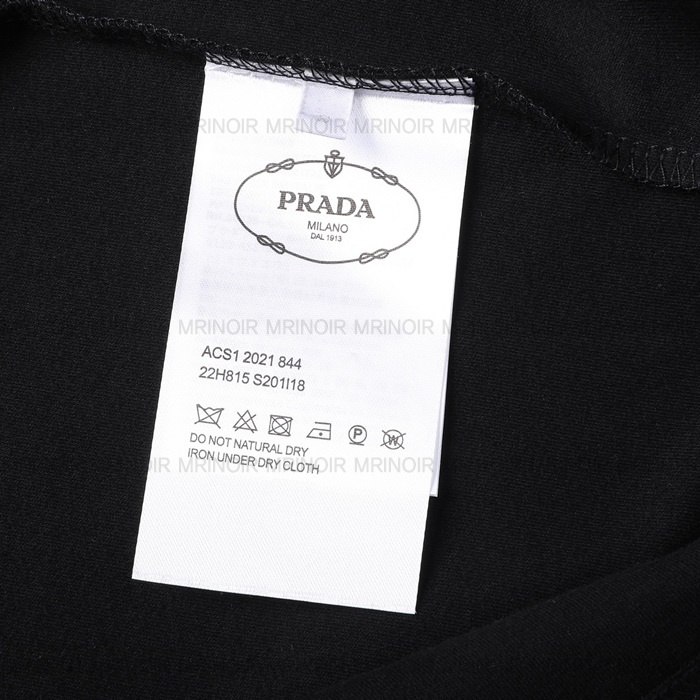 RINOIR MRINOIR MRINOIR MR
PRADA
MILANO
DAL 1913
MRINOIR MRINOIR MRINOIR
ACS1 2021 844
22H815 S201I18
P
W
DO NOT NATURAL DRY
IRON UNDER DRY CLOTH
MRINOIR MRINOIR MRINOIR